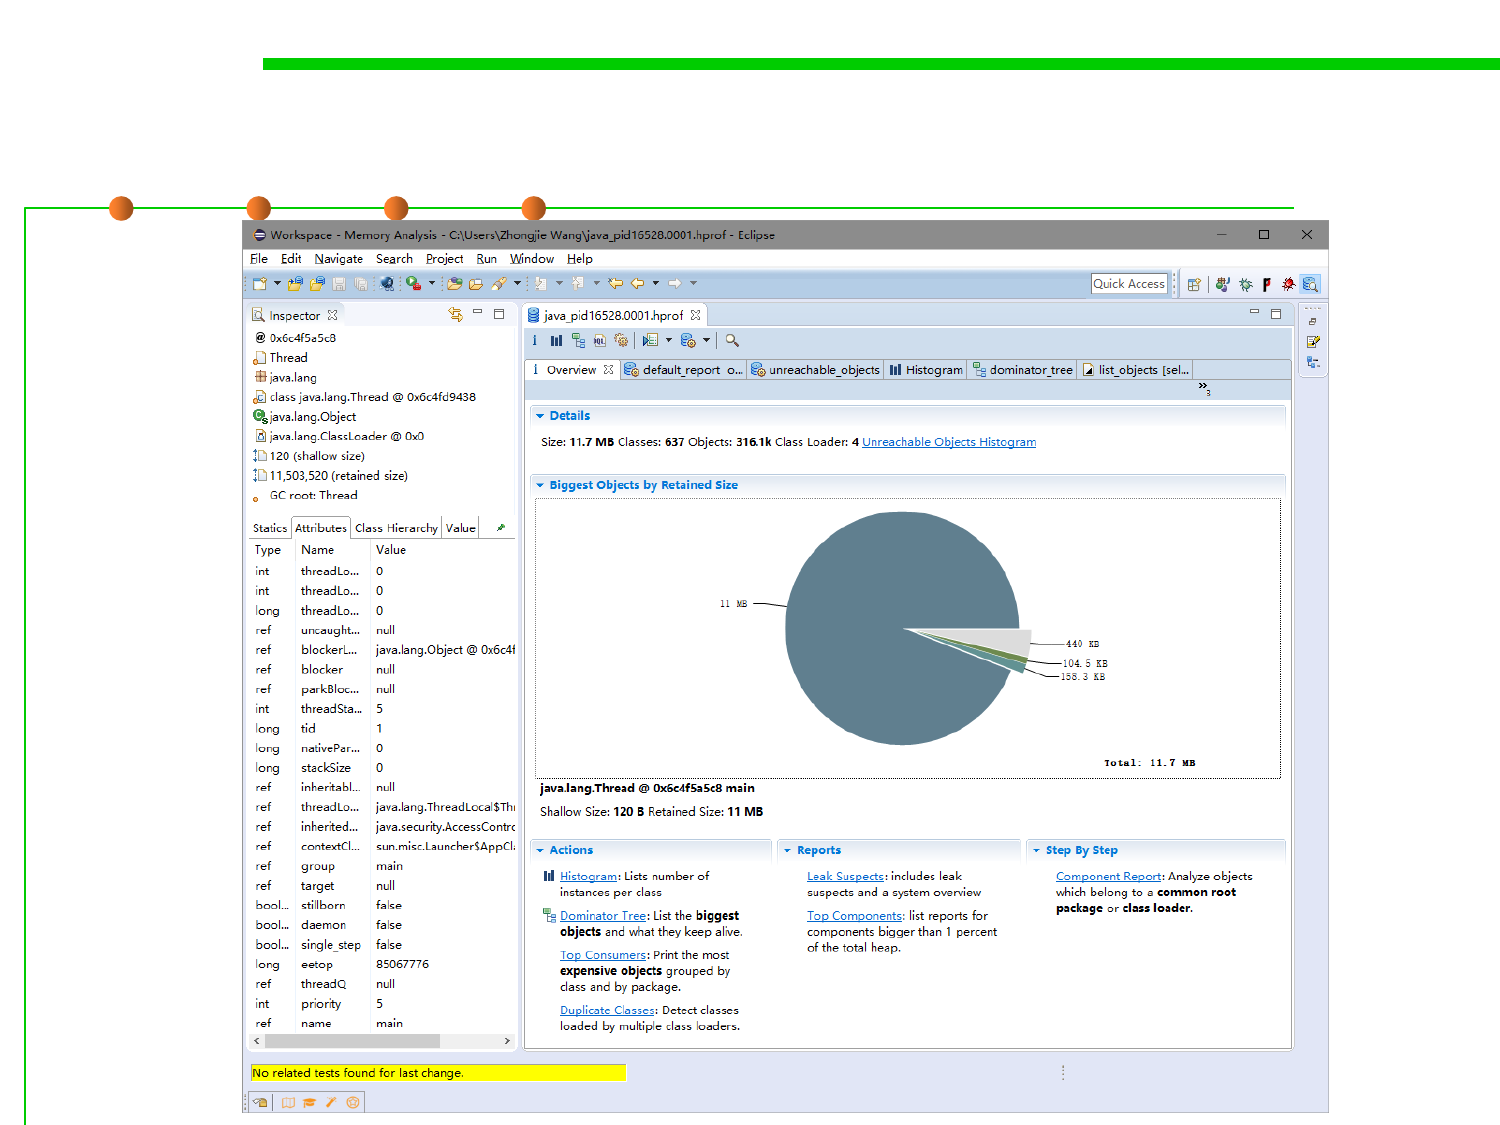 Workspace - Memory Analysis - C:\Users\Zhongjie Wang\java_pid16528.0001.hprof - Eclipse
File Edit Navigate Search Project Run Window Help
Quick Access
Inspector
@ 0x6c4f5a5c8
Thread
java.lang
class java.lang.Thread @ 0x6c4fd9438
java.lang.Object
java.lang.ClassLoader @ 0x0
120 (shallow size)
11,503,520 (retained size)
GC root: Thread
Statics Attributes Class Hierarchy Value
Type Name Value
int threadLo... 0
int threadLo... 0
long threadLo... 0
ref uncaught... null
ref blockerL... java.lang.Object @ 0x6c4f
ref blocker null
ref parkBloc... null
int threadSta... 5
long tid 1
long nativePar... 0
long stackSize 0
ref inheritabl... null
ref threadLo... java.lang.ThreadLocal$Thr
ref inherited... java.security.AccessContro
ref contextCl... sun.misc.Launcher$AppCla
ref group main
ref target null
bool... stillborn false
bool... daemon false
bool... single_step false
long eetop 85067776
ref threadQ null
int priority 5
ref name main
java_pid16528.0001.hprof
i Overview default_report o... unreachable_objects Histogram dominator_tree list_objects [sel...
»3
Details
Size: 11.7 MB Classes: 637 Objects: 316.1k Class Loader: 4 Unreachable Objects Histogram
Biggest Objects by Retained Size
11 MB
440 KB
104.5 KB
158.3 KB
Total: 11.7 MB
java.lang.Thread @ 0x6c4f5a5c8 main
Shallow Size: 120 B Retained Size: 11 MB
Actions
Histogram: Lists number of
instances per class
Dominator Tree: List the biggest
objects and what they keep alive.
Top Consumers: Print the most
expensive objects grouped by
class and by package.
Duplicate Classes: Detect classes
loaded by multiple class loaders.
Reports
Leak Suspects: includes leak
suspects and a system overview
Top Components: list reports for
components bigger than 1 percent
of the total heap.
Step By Step
Component Report: Analyze objects
which belong to a common root
package or class loader.
No related tests found for last change.